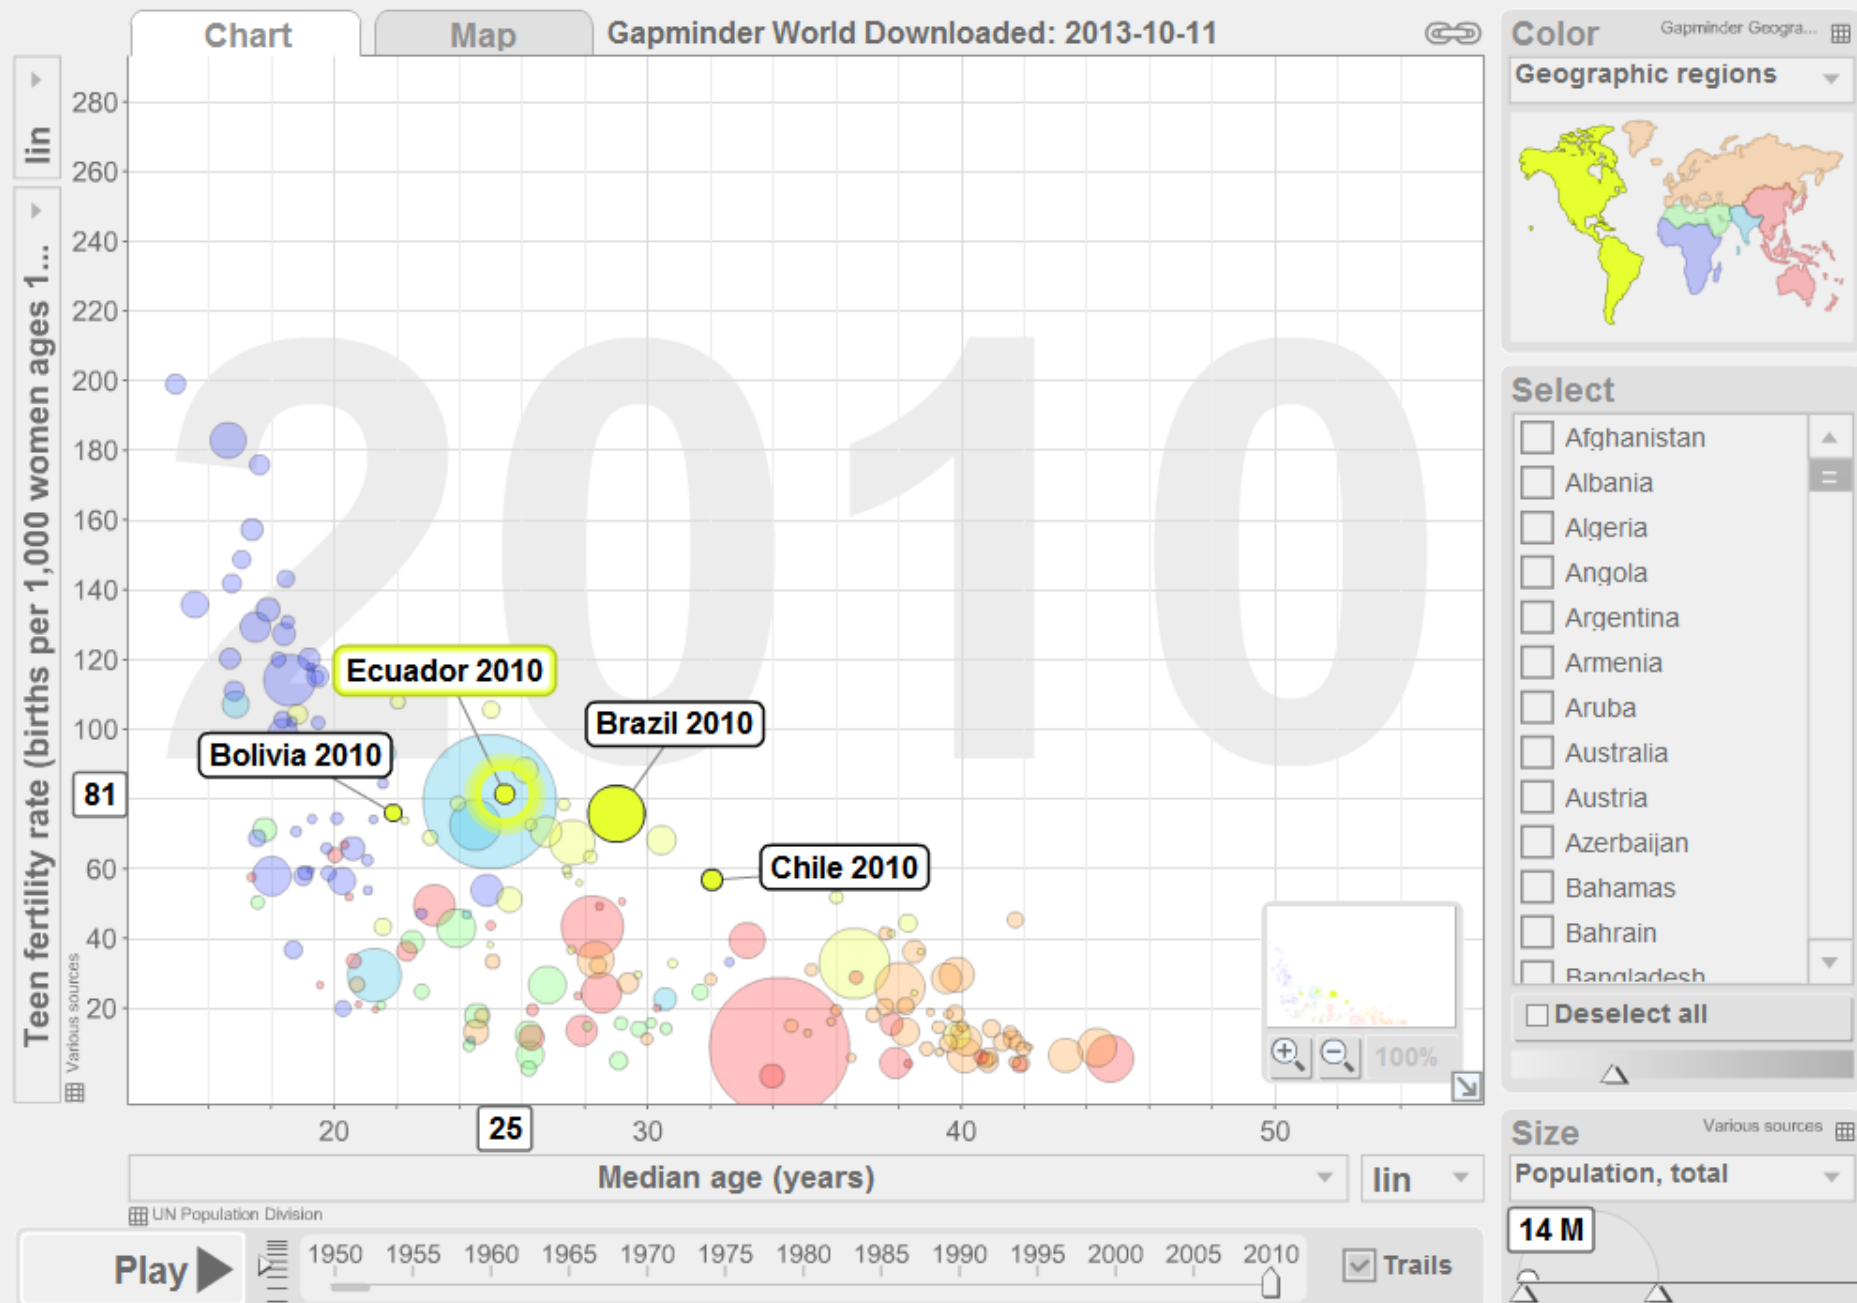 Chart
Map
Gapminder World Downloaded: 2013-10-11
Color
Gapminder Geogra...
Geographic regions
lin
Teen fertility rate (births per 1,000 women ages 1...
Various sources
280
260
240
220
200
180
160
140
120
100
81
60
40
20
2010
Ecuador 2010
Brazil 2010
Bolivia 2010
Chile 2010
Select
Afghanistan
Albania
Algeria
Angola
Argentina
Armenia
Aruba
Australia
Austria
Azerbaijan
Bahamas
Bahrain
Bangladesh
Deselect all
100%
20 25 30 40 50
Median age (years)
lin
UN Population Division
Size
Various sources
Population, total
14 M
Play
1950 1955 1960 1965 1970 1975 1980 1985 1990 1995 2000 2005 2010
Trails